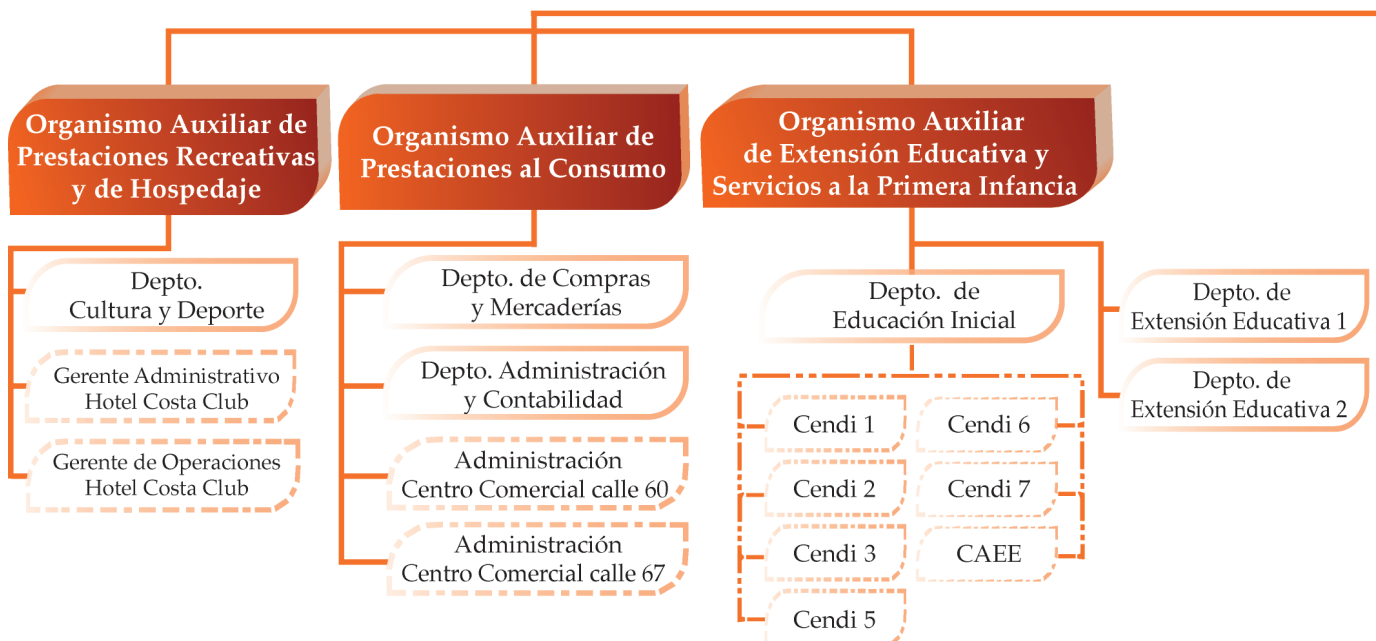 Organismo Auxiliar de
Prestaciones Recreativas
y de Hospedaje
Depto.
Cultura y Deporte
Gerente Administrativo
Hotel Costa Club
Gerente de Operaciones
Hotel Costa Club
Organismo Auxiliar de
Prestaciones al Consumo
Depto. de Compras
y Mercaderías
Depto. Administración
y Contabilidad
Administración
Centro Comercial calle 60
Administración
Centro Comercial calle 67
Organismo Auxiliar
de Extensión Educativa y
Servicios a la Primera Infancia
Depto. de
Educación Inicial
Cendi 1
Cendi 2
Cendi 3
Cendi 5
Cendi 6
Cendi 7
CAEE
Depto. de
Extensión Educativa 1
Depto. de
Extensión Educativa 2